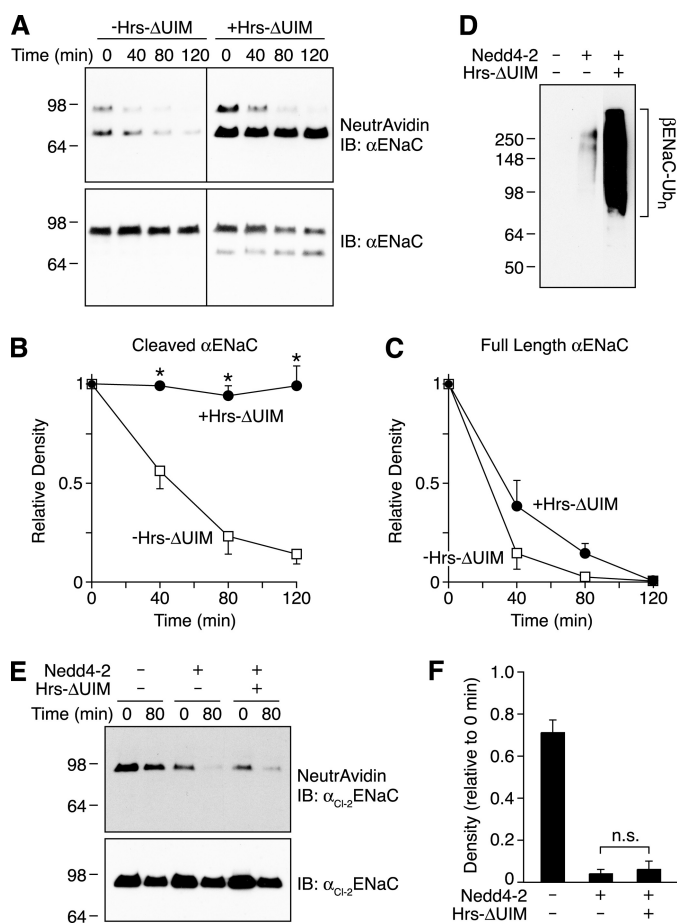 A
-Hrs-ΔUIM +Hrs-ΔUIM
Time (min) 0 40 80 120 0 40 80 120
98
64
NeutrAvidin
IB: αENaC
98
64
IB: αENaC
D
Nedd4-2 – + +
Hrs-ΔUIM – – +
250
148
98
64
50
βENaC-Ubn
B
Cleaved αENaC
Relative Density
1
0.5
0
* * *
+Hrs-ΔUIM
-Hrs-ΔUIM
0 40 80 120
Time (min)
C
Full Length αENaC
Relative Density
1
0.5
0
+Hrs-ΔUIM
-Hrs-ΔUIM
0 40 80 120
Time (min)
E
Nedd4-2 – + +
Hrs-ΔUIM – – +
Time (min) 0 80 0 80 0 80
98
64
NeutrAvidin
IB: αCl-2ENaC
98
64
IB: αCl-2ENaC
F
Density (relative to 0 min)
1.0
0.8
0.6
0.4
0.2
0
n.s.
Nedd4-2 – + +
Hrs-ΔUIM – – +